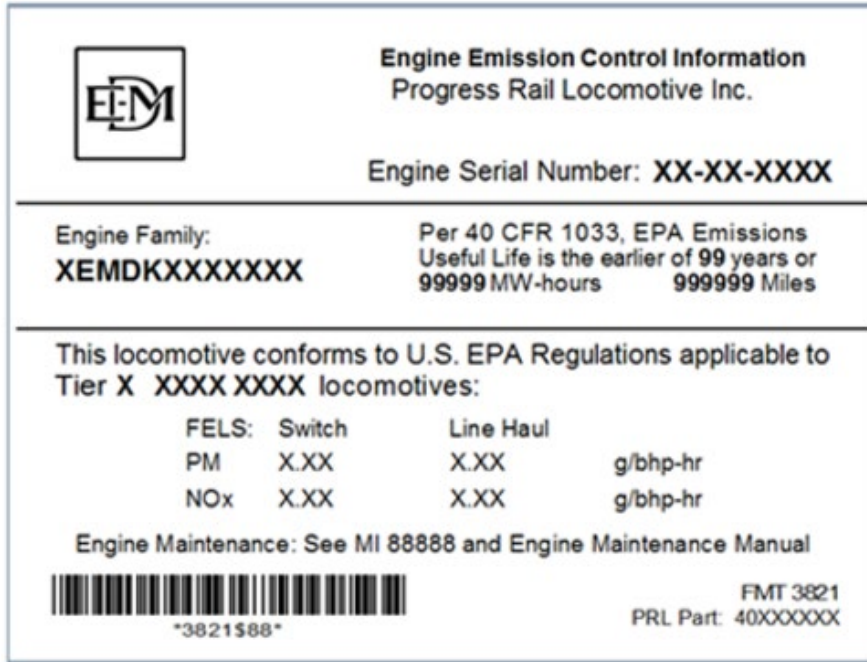 EMD
Engine Emission Control Information
Progress Rail Locomotive Inc.
Engine Serial Number: XX-XX-XXXX
Engine Family:
XEMDKXXXXXXX
Per 40 CFR 1033, EPA Emissions
Useful Life is the earlier of 99 years or
99999 MW-hours 999999 Miles
This locomotive conforms to U.S. EPA Regulations applicable to
Tier X XXXX XXXX locomotives:
FELS: Switch Line Haul
PM X.XX X.XX g/bhp-hr
NOx X.XX X.XX g/bhp-hr
Engine Maintenance: See MI 88888 and Engine Maintenance Manual
*3821$88*
FMT 3821
PRL Part: 40XXXXXX